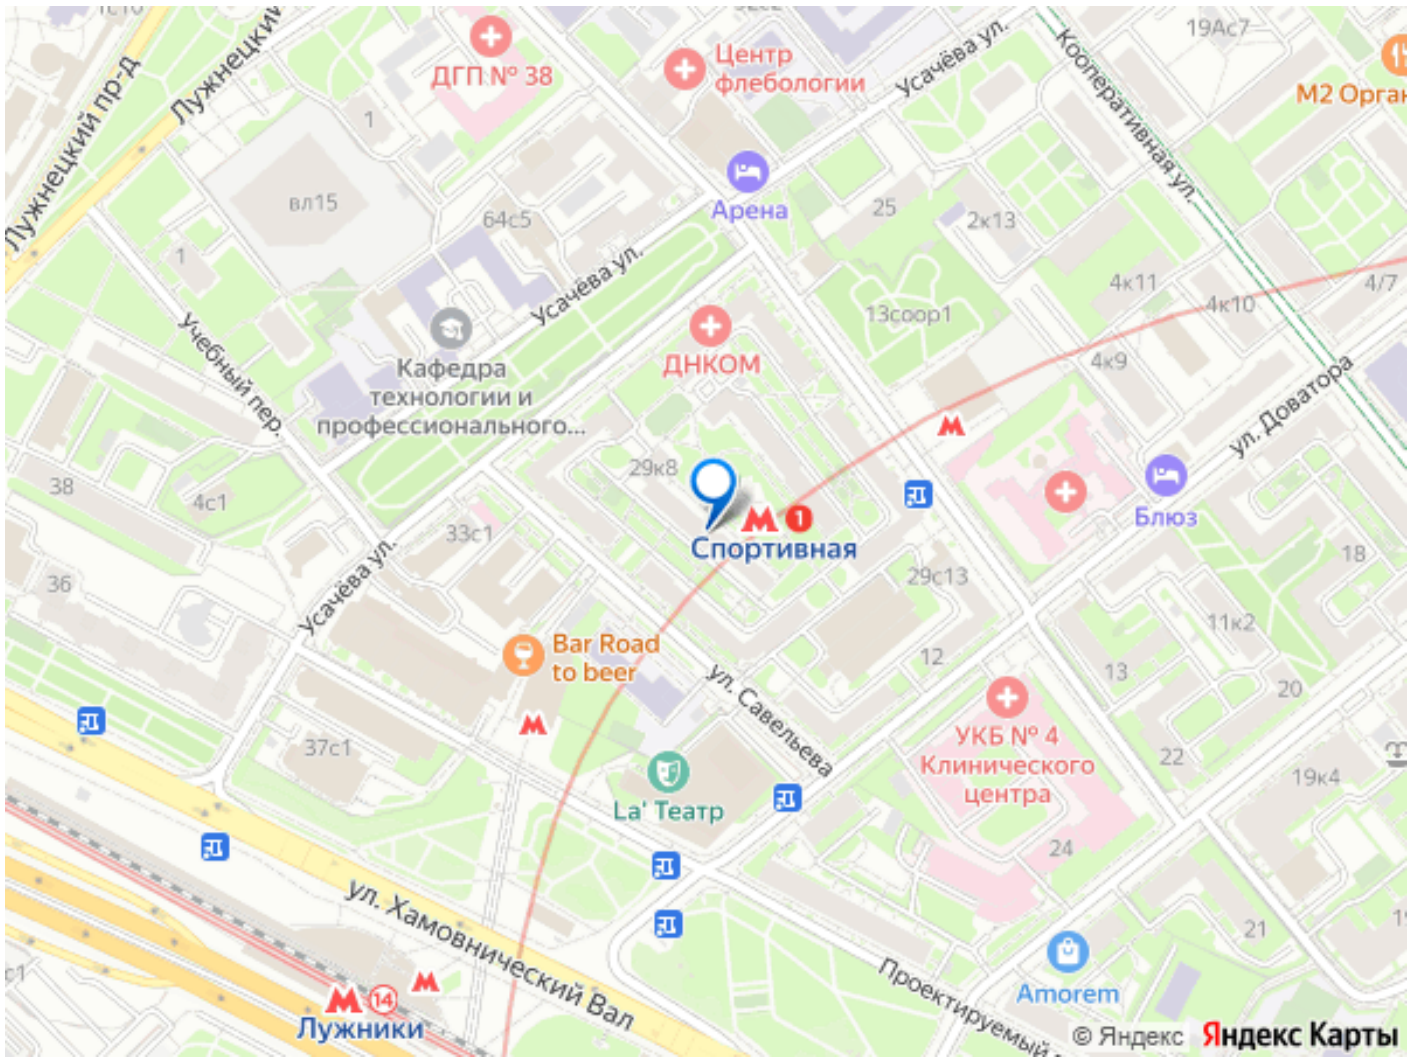 1с10
52с2
19Ас7
Лужнецкий пр-д
Лужнецкий
ДГП № 38
Центр
флебологии
Усачёва ул.
Кооперативная ул.
М2 Орган
1
вл15
64с5
Арена
25
2к13
1
Усачёва ул.
13соор1
4к11
4к10
4/7
Учебный пер.
Кафедра
технологии и
профессионального...
ДНКОМ
4к9
ул. Доватора
29к8
38
4с1
33с1
1
Спортивная
Блюз
18
36
Усачёва ул.
29с13
11к2
Bar Road
to beer
12
13
20
ул. Савельева
37с1
УКБ № 4
Клинического
центра
22
19к4
La' Театр
24
ул. Хамовнический Вал
21
Проектируемый
Amorem
14
Лужники
© Яндекс Яндекс Карты